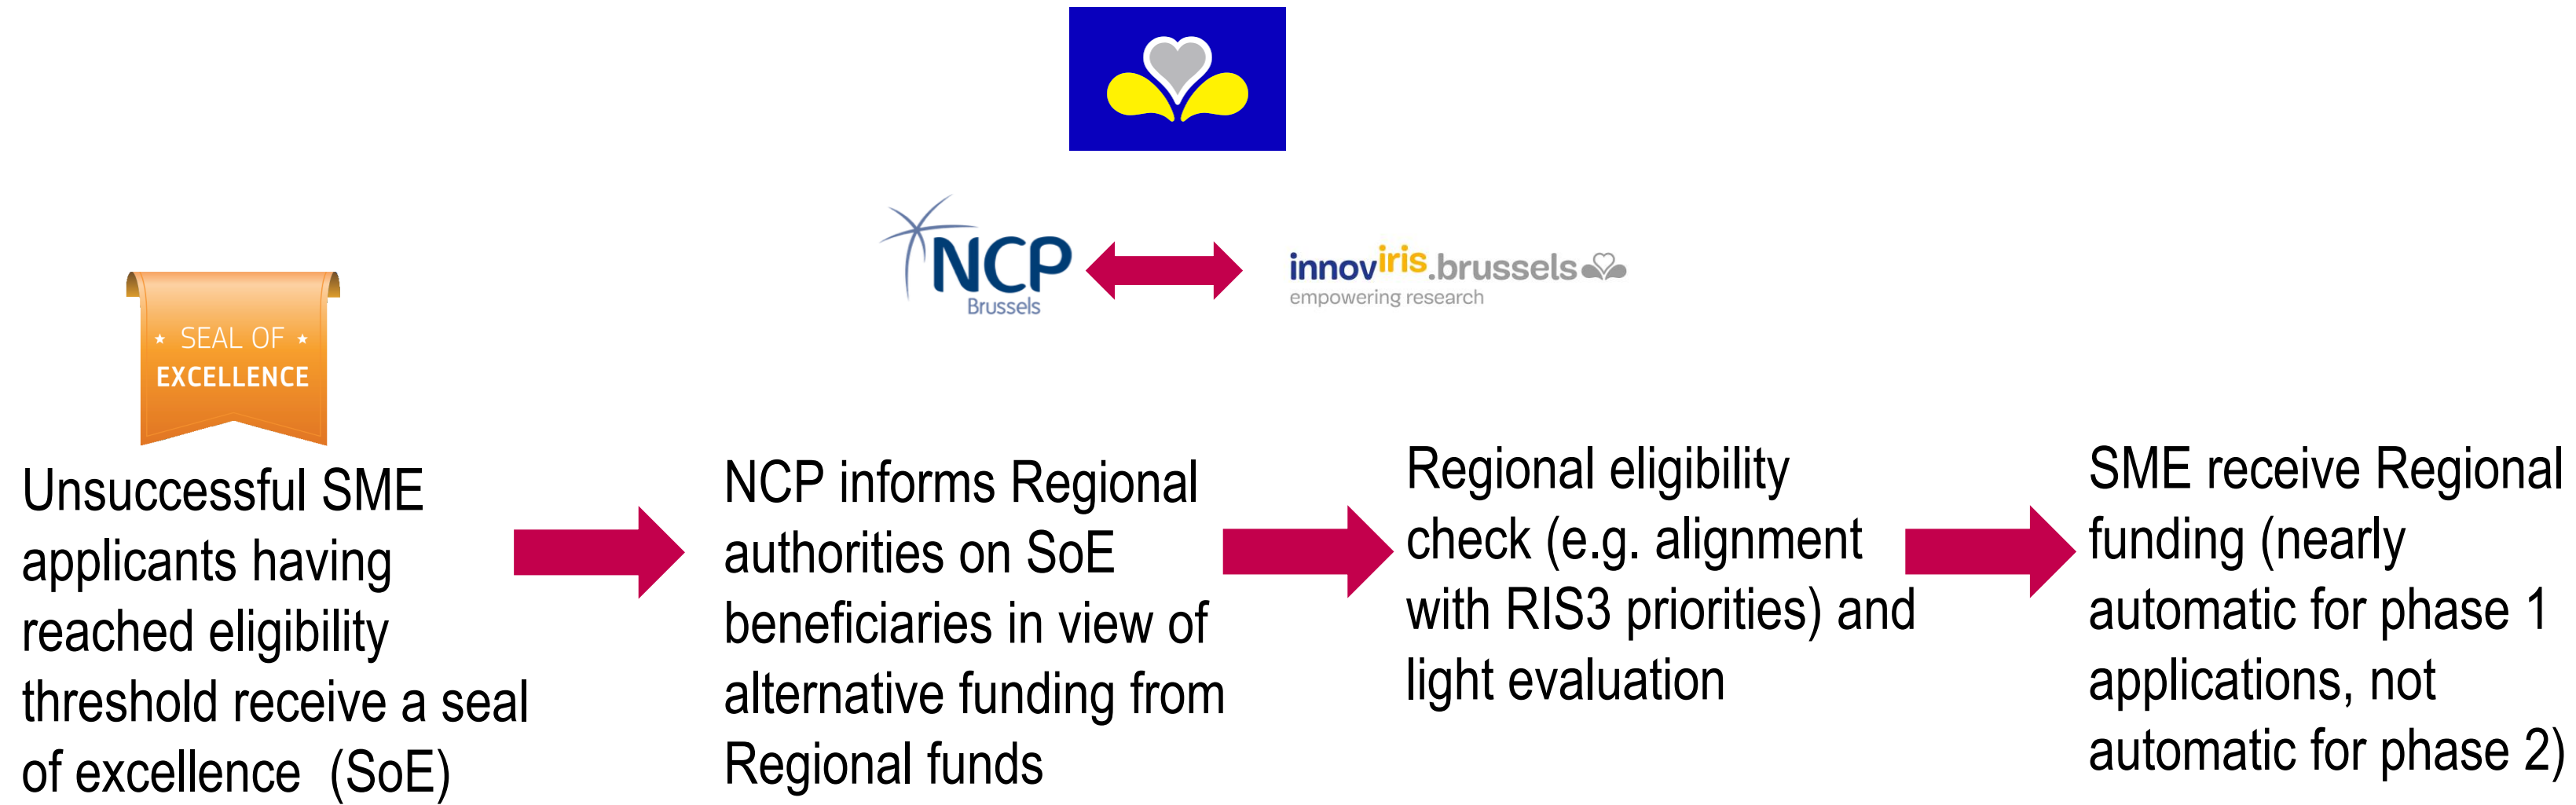 NCP
Brussels
innoviris.brussels
empowering research
SEAL OF
EXCELLENCE
Unsuccessful SME
applicants having
reached eligibility
threshold receive a seal
of excellence (SoE)
NCP informs Regional
authorities on SoE
beneficiaries in view of
alternative funding from
Regional funds
Regional eligibility
check (e.g. alignment
with RIS3 priorities) and
light evaluation
SME receive Regional
funding (nearly
automatic for phase 1
applications, not
automatic for phase 2)